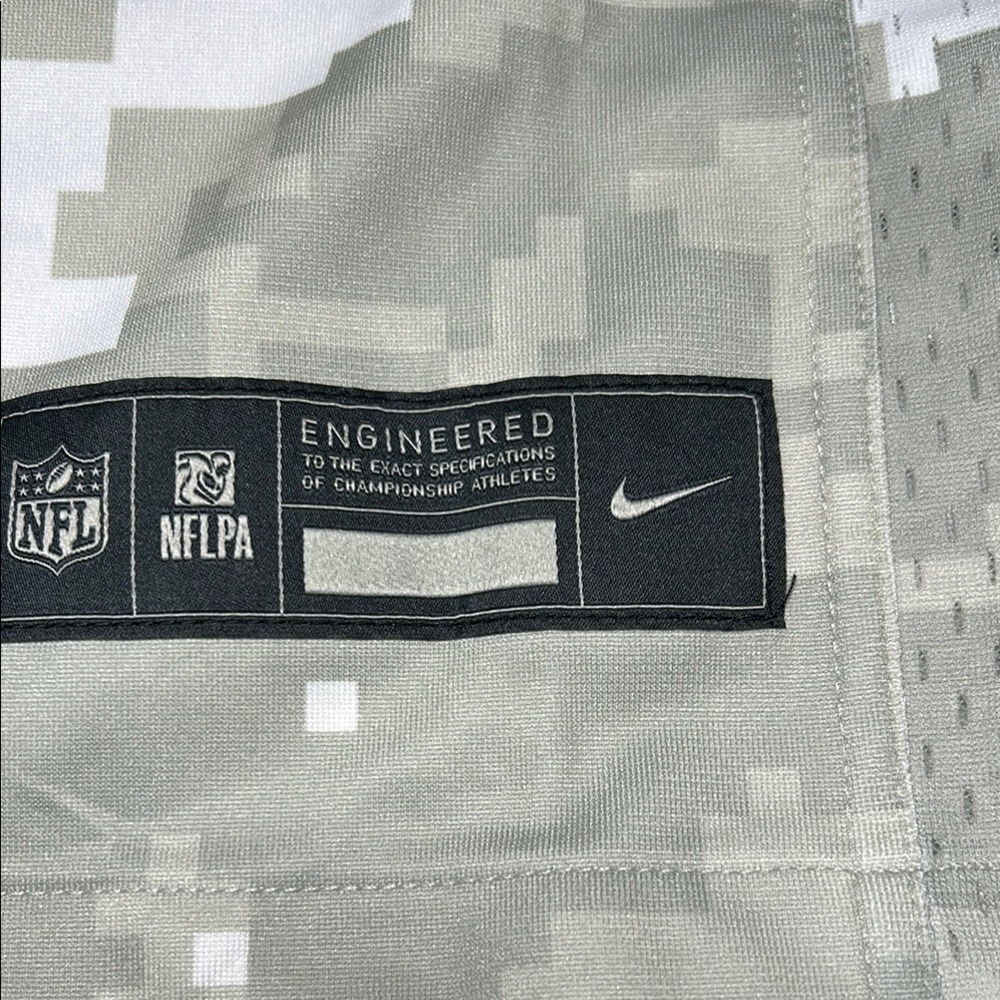 NFL
NFLPA
ENGINEERED
TO THE EXACT SPECIFICATIONS
OF CHAMPIONSHIP ATHLETES